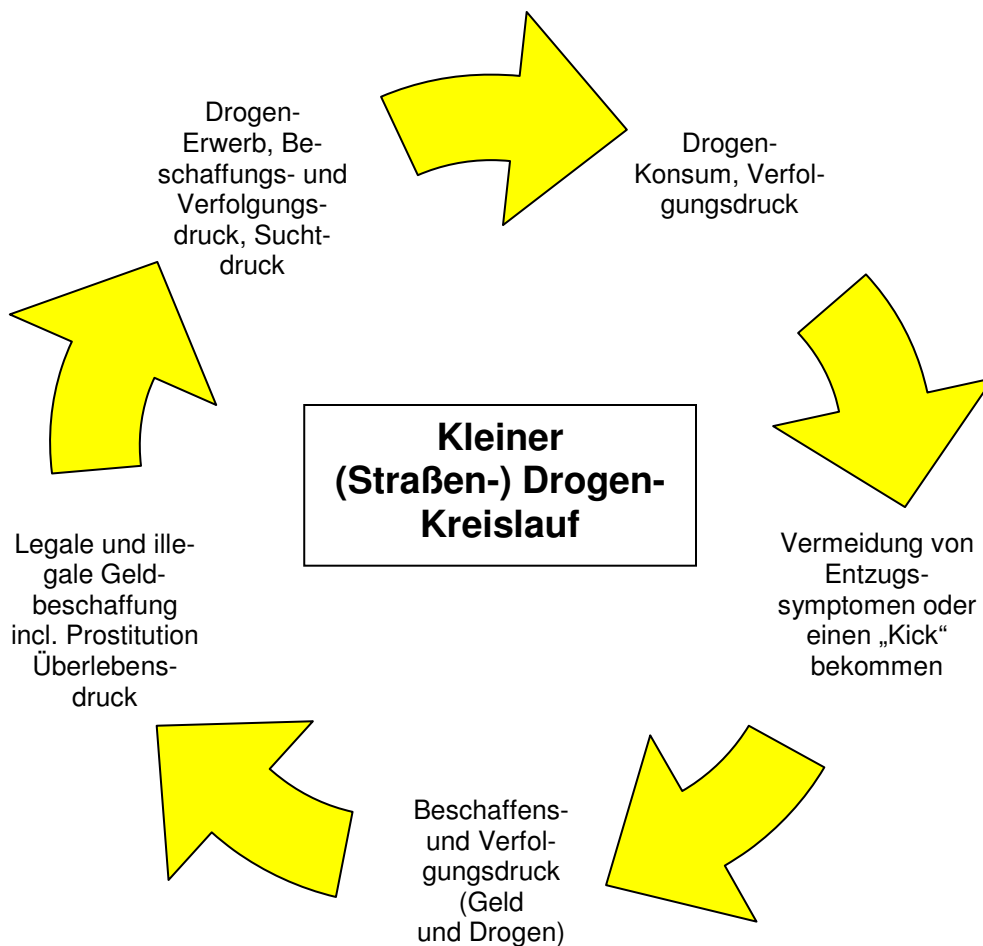 Drogen-
Erwerb, Be-
schaffungs- und
Verfolgungs-
druck, Sucht-
druck
Drogen-
Konsum, Verfol-
gungsdruck
Kleiner
(Straßen-) Drogen-
Kreislauf
Vermeidung von
Entzugs-
symptomen oder
einen „Kick“
bekommen
Legale und ille-
gale Geld-
beschaffung
incl. Prostitution
Überlebens-
druck
Beschaffens-
und Verfol-
gungsdruck
(Geld
und Drogen)